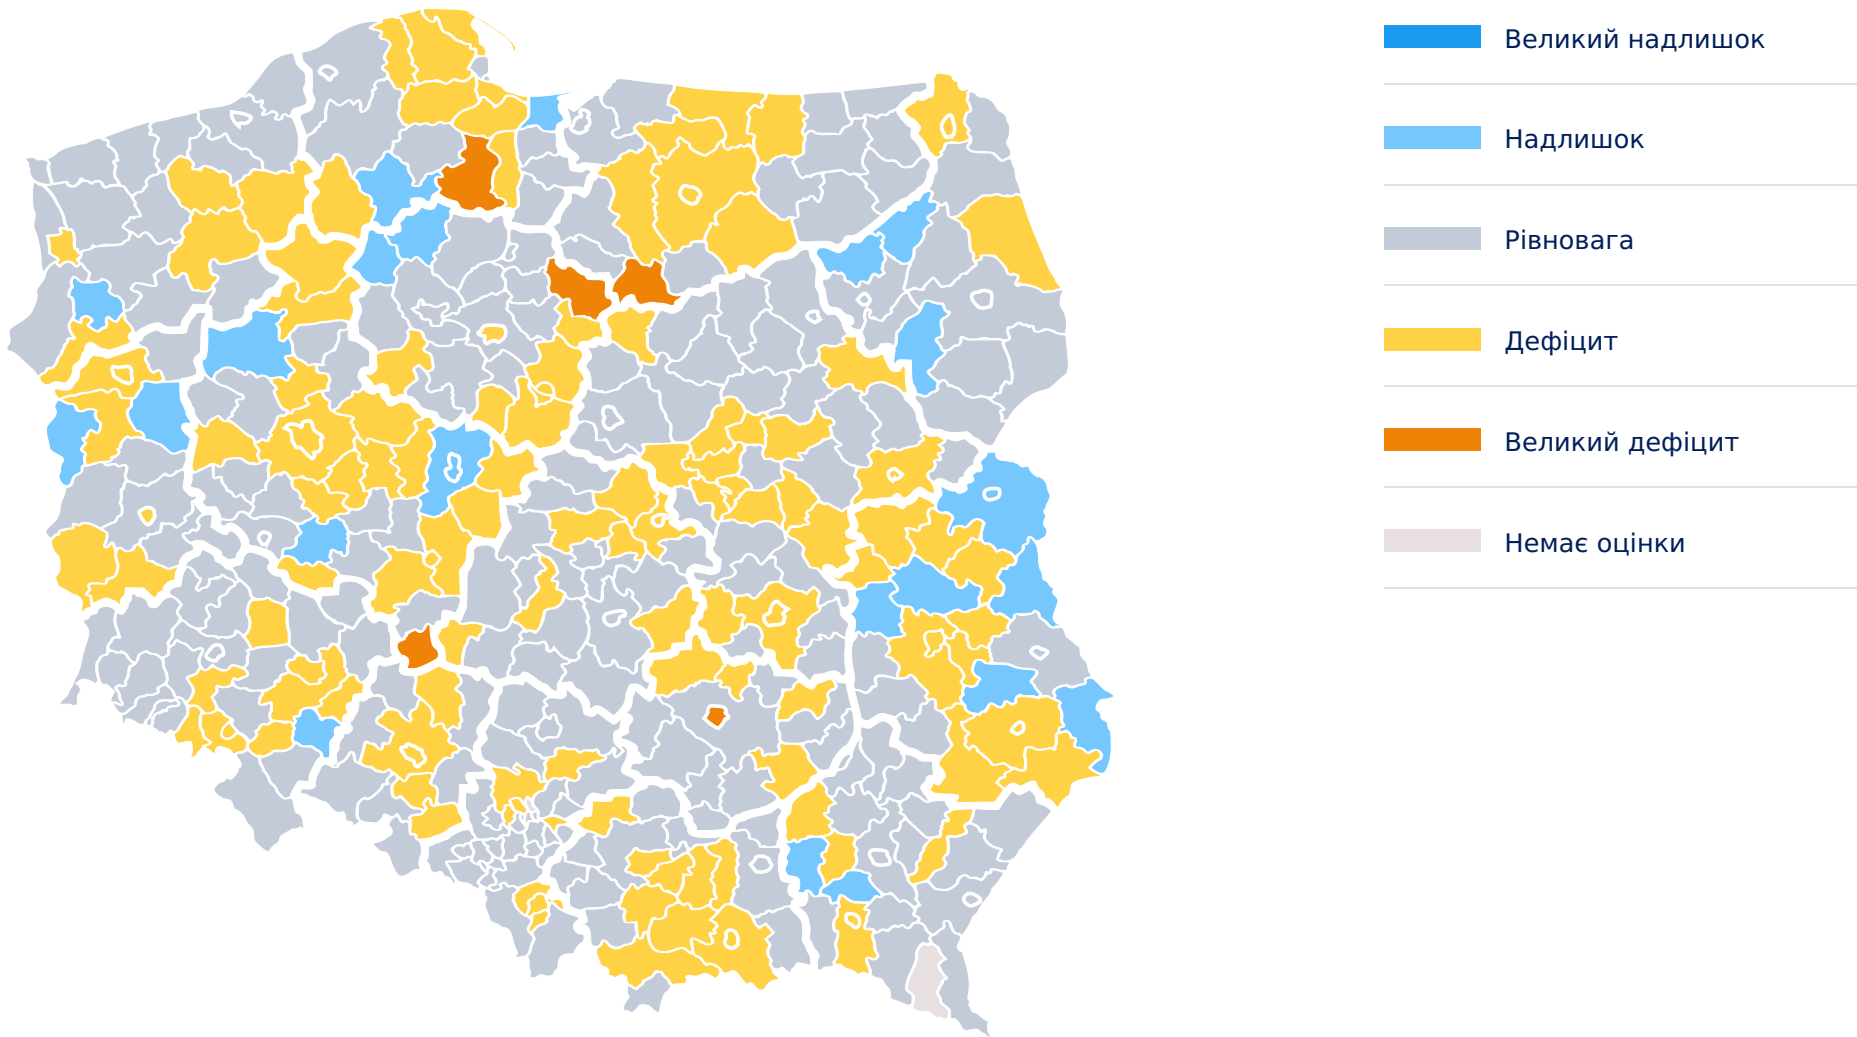 Великий надлишок
Надлишок
Рівновага
Дефіцит
Великий дефіцит
Немає оцінки